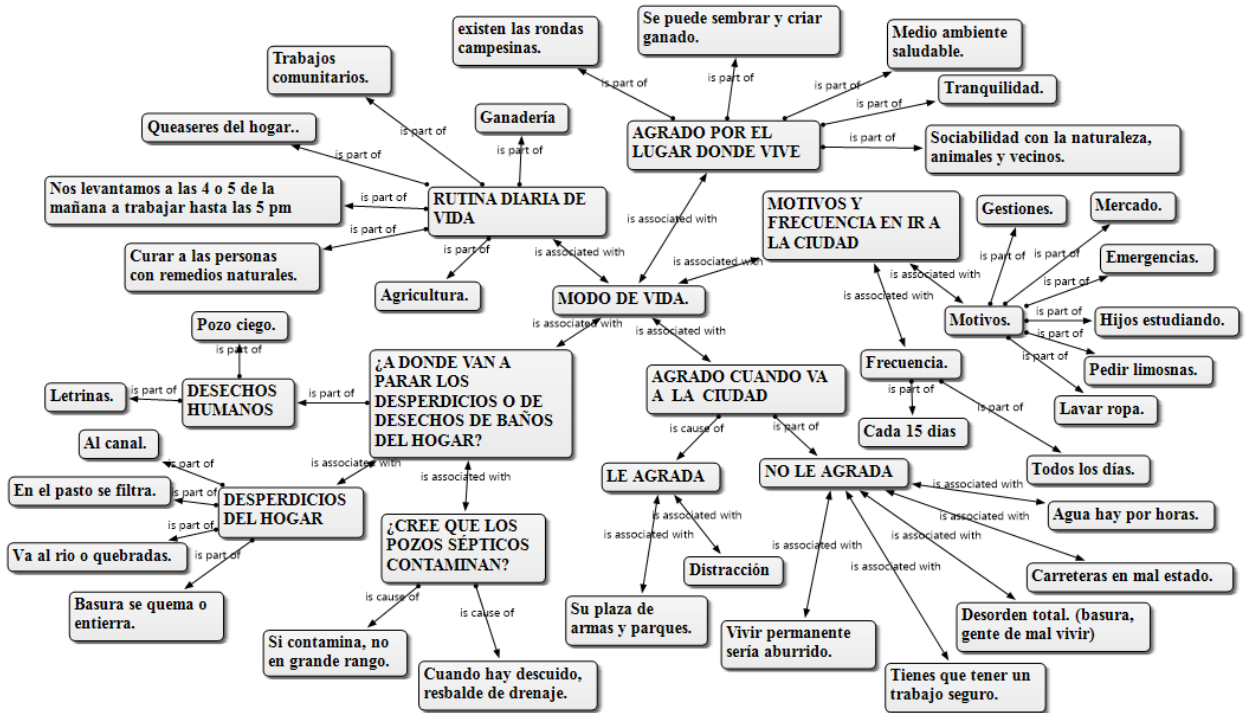 existen las rondas
campesinas.
is part of
Se puede sembrar y criar
ganado.
is part of
Medio ambiente
saludable.
is part of
Tranquilidad.
is part of
Sociabilidad con la naturaleza,
animales y vecinos.
is part of
AGRADO POR EL
LUGAR DONDE VIVE
is associated with
Trabajos
comunitarios.
is part of
Ganadería
is part of
Queaseres del hogar..
is part of
Nos levantamos a las 4 o 5 de la
mañana a trabajar hasta las 5 pm
is part of
Curar a las personas
con remedios naturales.
is part of
Agricultura.
is part of
RUTINA DIARIA DE
VIDA
is associated with
MODO DE VIDA.
MOTIVOS Y
FRECUENCIA EN IR A
LA CIUDAD
is associated with
is associated with
is associated with
Gestiones.
is part of
Mercado.
is part of
Emergencias.
is part of
Hijos estudiando.
is part of
Pedir limosnas.
is part of
Lavar ropa.
is part of
Motivos.
Frecuencia.
is part of
Cada 15 dias
is part of
Todos los días.
is associated with
¿A DONDE VAN A
PARAR LOS
DESPERDICIOS O DE
DESECHOS DE BAÑOS
DEL HOGAR?
is part of
DESECHOS
HUMANOS
is part of
Pozo ciego.
is part of
Letrinas.
is associated with
DESPERDICIOS
DEL HOGAR
is part of
Al canal.
is part of
En el pasto se filtra.
is part of
Va al rio o quebradas.
is part of
Basura se quema o
entierra.
is associated with
¿CREE QUE LOS
POZOS SÉPTICOS
CONTAMINAN?
is cause of
Si contamina, no
en grande rango.
is cause of
Cuando hay descuido,
resbalde de drenaje.
is associated with
AGRADO CUANDO VA
A LA CIUDAD
is cause of
LE AGRADA
is associated with
Su plaza de
armas y parques.
is associated with
Distracción
is part of
NO LE AGRADA
is associated with
Agua hay por horas.
is associated with
Carreteras en mal estado.
is associated with
Desorden total. (basura,
gente de mal vivir)
is associated with
Tienes que tener un
trabajo seguro.
is associated with
Vivir permanente
sería aburrido.